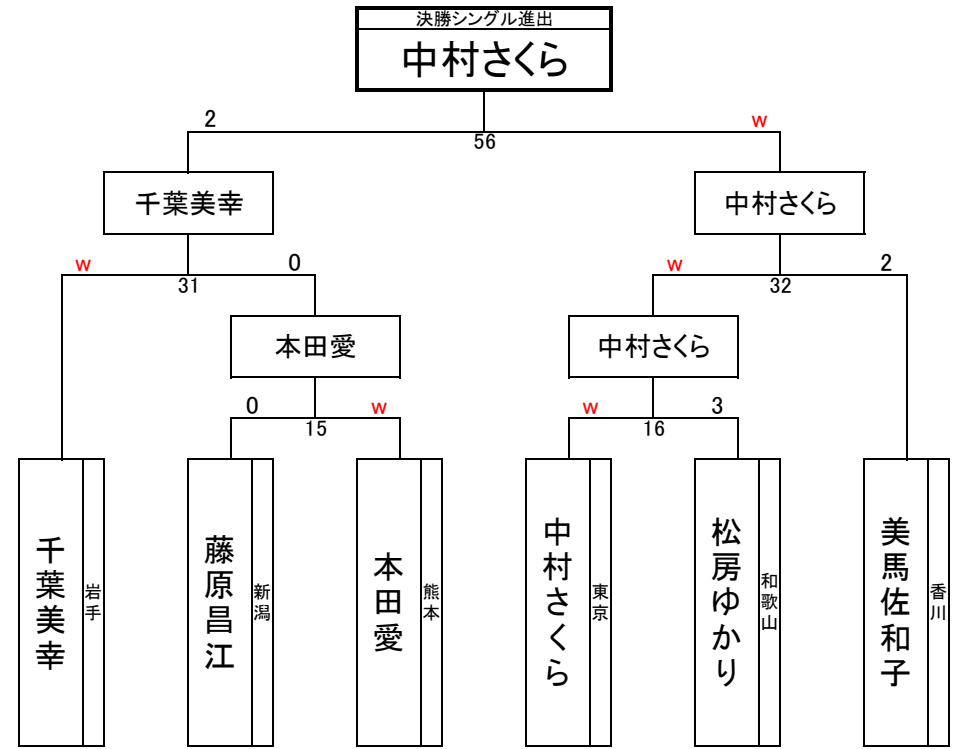 決勝シングル進出
中村さくら
2
w
56
千葉美幸
中村さくら
w
0
w
2
31
32
本田愛
中村さくら
0
w
w
3
15
16
千葉美幸
岩手
藤原昌江
新潟
本田愛
熊本
中村さくら
東京
松房ゆかり
和歌山
美馬佐和子
香川